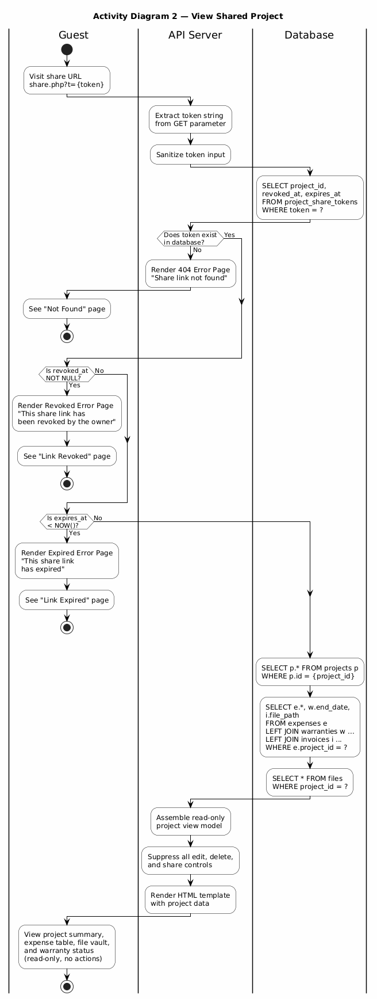 Activity Diagram 2 — View Shared Project
Guest
API Server
Database
Visit share URL
share.php?t={token}
Extract token string
from GET parameter
Sanitize token input
SELECT project_id,
revoked_at, expires_at
FROM project_share_tokens
WHERE token = ?
Does token exist
in database?
Yes
No
Render 404 Error Page
"Share link not found"
See "Not Found" page
Is revoked_at
NOT NULL?
No
Yes
Render Revoked Error Page
"This share link has
been revoked by the owner"
See "Link Revoked" page
Is expires_at
< NOW()?
No
Yes
Render Expired Error Page
"This share link
has expired"
See "Link Expired" page
SELECT p.* FROM projects p
WHERE p.id = {project_id}
SELECT e.*, w.end_date,
i.file_path
FROM expenses e
LEFT JOIN warranties w ...
LEFT JOIN invoices i ...
WHERE e.project_id = ?
SELECT * FROM files
WHERE project_id = ?
Assemble read-only
project view model
Suppress all edit, delete,
and share controls
Render HTML template
with project data
View project summary,
expense table, file vault,
and warranty status
(read-only, no actions)